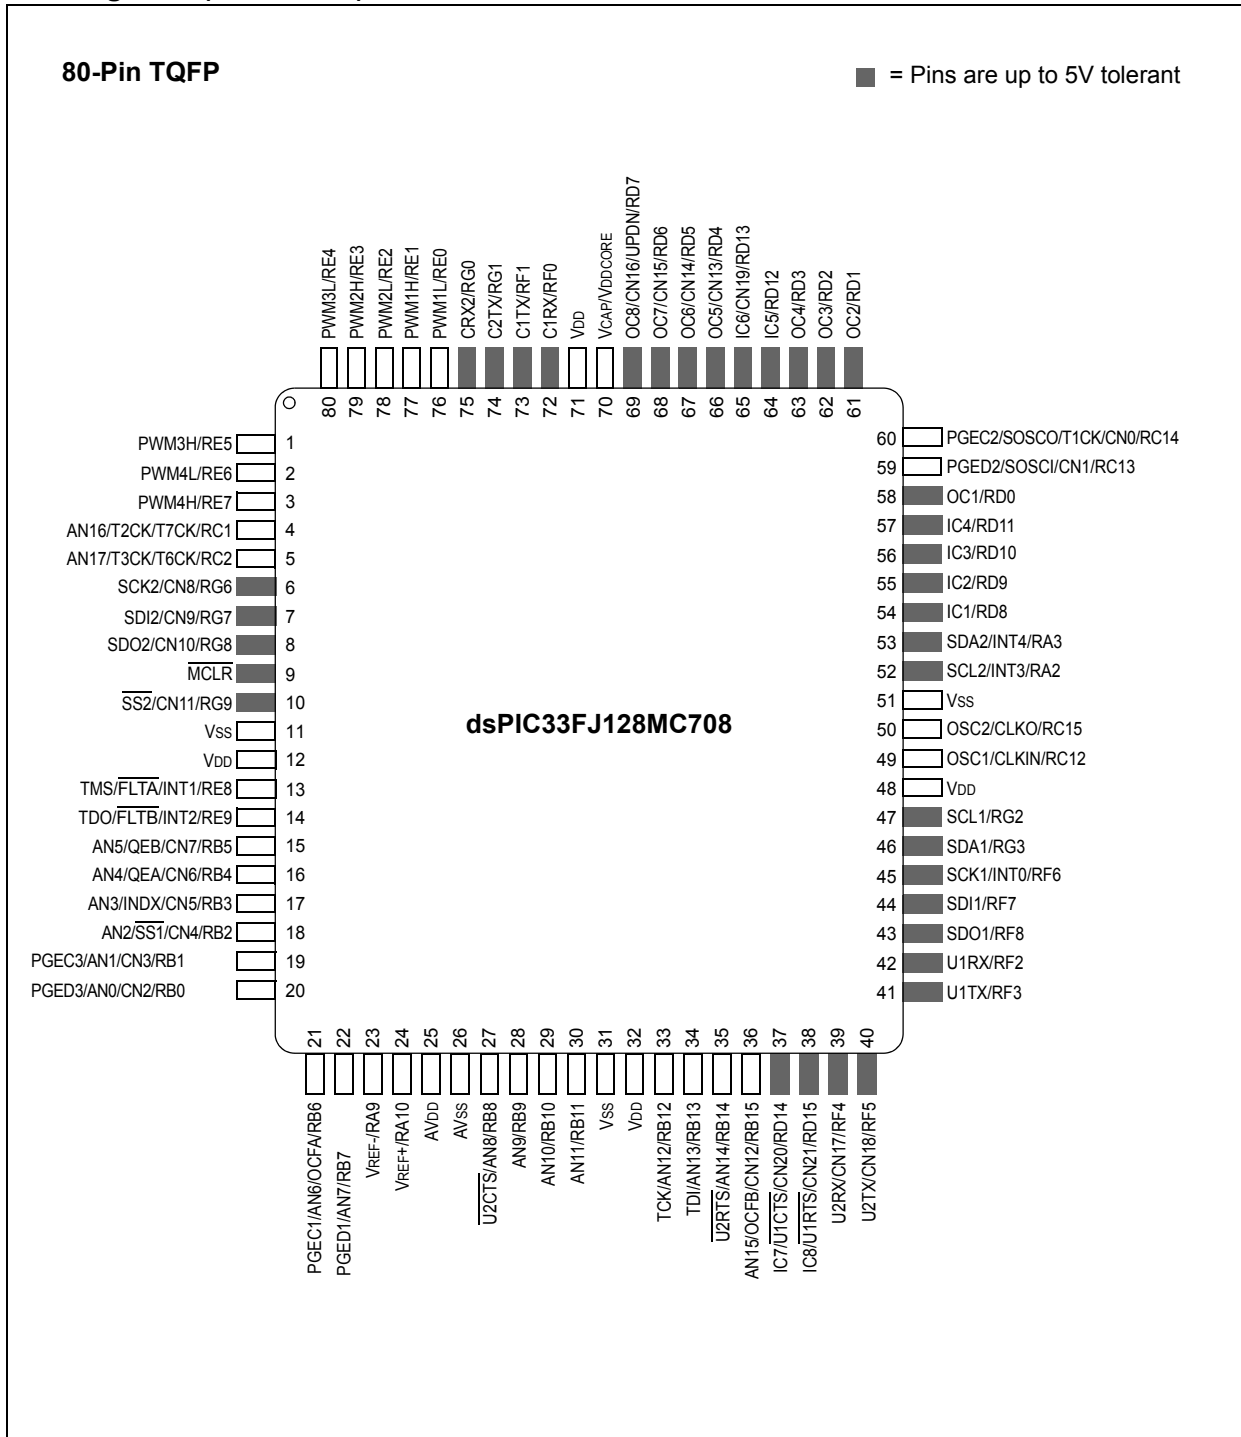 80-Pin TQFP
= Pins are up to 5V tolerant
PWM3L/RE4
PWM2H/RE3
PWM2L/RE2
PWM1H/RE1
PWM1L/RE0
CRX2/RG0
C2TX/RG1
C1TX/RF1
C1RX/RF0
VDD
VCAP/VDDCORE
OC8/CN16/UPDN/RD7
OC7/CN15/RD6
OC6/CN14/RD5
OC5/CN13/RD4
IC6/CN19/RD13
IC5/RD12
OC4/RD3
OC3/RD2
OC2/RD1
80
79
78
77
76
75
74
73
72
71
70
69
68
67
66
65
64
63
62
61
PWM3H/RE5 1
PWM4L/RE6 2
PWM4H/RE7 3
AN16/T2CK/T7CK/RC1 4
AN17/T3CK/T6CK/RC2 5
SCK2/CN8/RG6 6
SDI2/CN9/RG7 7
SDO2/CN10/RG8 8
MCLR 9
SS2/CN11/RG9 10
VSS 11
VDD 12
TMS/FLTA/INT1/RE8 13
TDO/FLTB/INT2/RE9 14
AN5/QEB/CN7/RB5 15
AN4/QEA/CN6/RB4 16
AN3/INDX/CN5/RB3 17
AN2/SS1/CN4/RB2 18
PGEC3/AN1/CN3/RB1 19
PGED3/AN0/CN2/RB0 20
dsPIC33FJ128MC708
60 PGEC2/SOSCO/T1CK/CN0/RC14
59 PGED2/SOSCI/CN1/RC13
58 OC1/RD0
57 IC4/RD11
56 IC3/RD10
55 IC2/RD9
54 IC1/RD8
53 SDA2/INT4/RA3
52 SCL2/INT3/RA2
51 VSS
50 OSC2/CLKO/RC15
49 OSC1/CLKIN/RC12
48 VDD
47 SCL1/RG2
46 SDA1/RG3
45 SCK1/INT0/RF6
44 SDI1/RF7
43 SDO1/RF8
42 U1RX/RF2
41 U1TX/RF3
21
22
23
24
25
26
27
28
29
30
31
32
33
34
35
36
37
38
39
40
PGEC1/AN6/OCFA/RB6
PGED1/AN7/RB7
VREF-/RA9
VREF+/RA10
AVDD
AVSS
U2CTS/AN8/RB8
AN9/RB9
AN10/RB10
AN11/RB11
VSS
VDD
TCK/AN12/RB12
TDI/AN13/RB13
U2RTS/AN14/RB14
AN15/OCFB/CN12/RB15
IC7/U1CTS/CN20/RD14
IC8/U1RTS/CN21/RD15
U2RX/CN17/RF4
U2TX/CN18/RF5